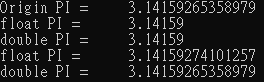 Origin PI =    3.14159265358979
float PI =     3.14159
double PI =    3.14159
float PI =     3.14159274101257
double PI =    3.14159265358979